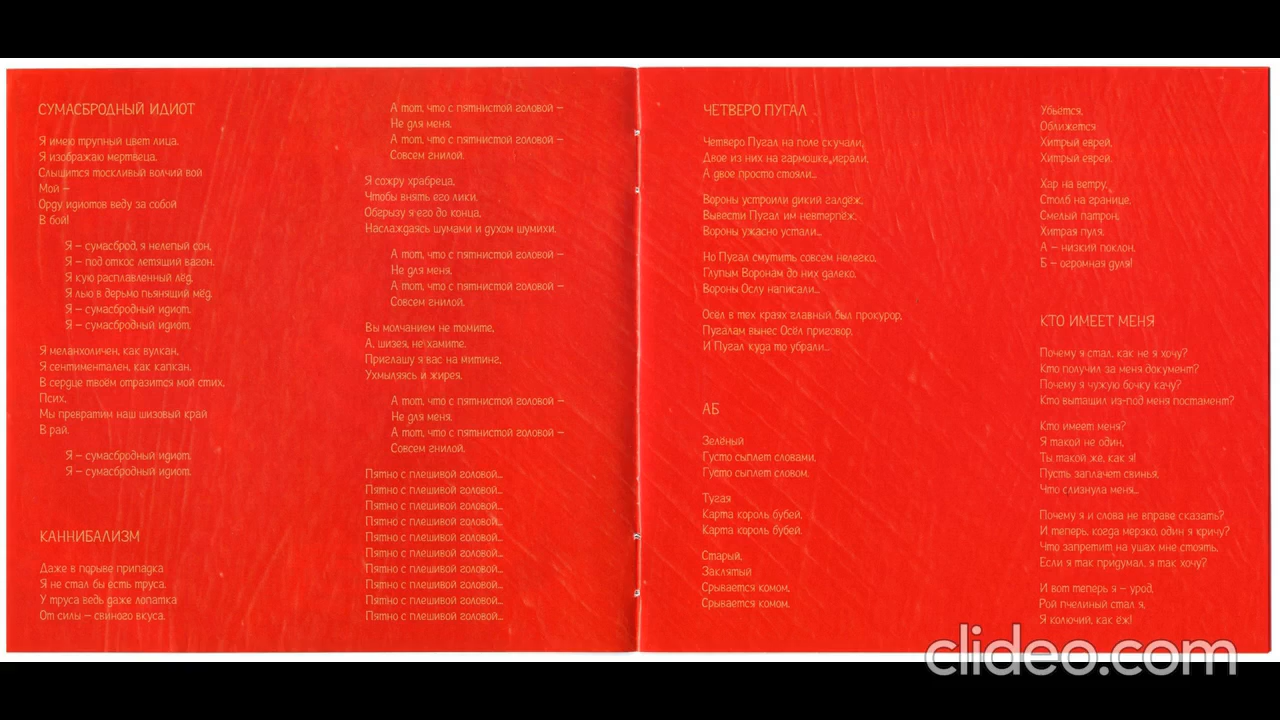 СУМАСБРОДНЫЙ ИДИОТ
Я имею трупный цвет лица.
Я изображаю мертвеца.
Слышится тоскливый волчий вой
Мой –
Орду идиотов веду за собой
В бой!
Я – сумасброд, я нелепый сон,
Я – под откос летящий вагон.
Я кую расплавленный лёд.
Я лью в дерьмо пьянящий мёд.
Я – сумасбродный идиот.
Я – сумасбродный идиот.
Я меланхоличен, как вулкан,
Я сентиментален, как капкан.
В сердце твоём отразится мой стих,
Псих.
Мы превратим наш шизовый край
В рай.
Я – сумасбродный идиот.
Я – сумасбродный идиот.
КАННИБАЛИЗМ
Даже в порыве припадка
Я не стал бы есть труса.
У труса ведь даже лопатка
От силы – свиного вкуса.
А тот, что с пятнистой головой –
Не для меня.
А тот, что с пятнистой головой –
Совсем гнилой.
Я сожру храбреца,
Чтобы внять его лики.
Обгрызу я его до конца,
Наслаждаясь шумами и духом шумихи.
А тот, что с пятнистой головой –
Не для меня,
А тот, что с пятнистой головой –
Совсем гнилой.
Вы молчанием не томите,
А, шизея, не хамите.
Приглашу я вас на митинг,
Ухмыляясь и жирея.
А тот, что с пятнистой головой –
Не для меня.
А тот, что с пятнистой головой –
Совсем гнилой.
Пятно с плешивой головой...
Пятно с плешивой головой...
Пятно с плешивой головой...
Пятно с плешивой головой...
Пятно с плешивой головой...
Пятно с плешивой головой...
Пятно с плешивой головой...
Пятно с плешивой головой...
Пятно с плешивой головой...
Пятно с плешивой головой...
ЧЕТВЕРО ПУГАЛ
Четверо Пугал на поле скучали,
Двое из них на гармошке играли,
А двое просто стояли...
Вороны устроили дикий галдёж,
Вывести Пугал им невтерпёж.
Вороны ужасно устали...
Но Пугал смутить совсем нелегко,
Глупым Воронам до них далеко,
Вороны Ослу написали...
Осёл в тех краях главный был прокурор,
Пугалам вынес Осёл приговор,
И Пугал куда то убрали...
АБ
Зелёный
Густо сыплет словами,
Густо сыплет словом.
Тугая
Карта король бубей.
Карта король бубей.
Старый,
Заклятый
Срывается комом.
Срывается комом.
Убьётся,
Оближется
Хитрый еврей,
Хитрый еврей.
Хар на ветру,
Столб на границе,
Смелый патрон,
Хитрая пуля.
А – низкий поклон,
Б – огромная дуля!
КТО ИМЕЕТ МЕНЯ
Почему я стал, как не я хочу?
Кто получил за меня документ?
Почему я чужую бочку качу?
Кто вытащил из-под меня постамент?
Кто имеет меня?
Я такой не один,
Ты такой же, как я!
Пусть заплачет свинья,
Что слизнула меня...
Почему я и слова не вправе сказать?
И теперь, когда мерзко, один я кричу?
Что запретит на ушах мне стоять,
Если я так придумал, я так хочу?
И вот теперь я – урод,
Рой пчелиный стал я,
Я колючий, как ёж!
clideo.com